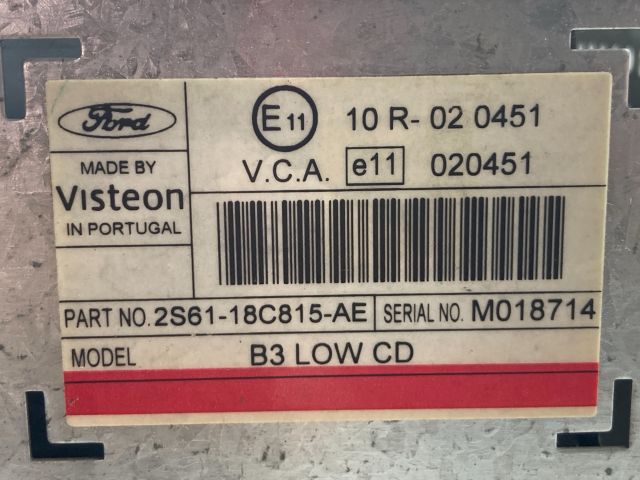 Ford
E11 10 R- 02 0451
MADE BY
Visteon
IN PORTUGAL
V.C.A. e11 020451
PART NO. 2S61-18C815-AE SERIAL NO. M018714
MODEL B3 LOW CD